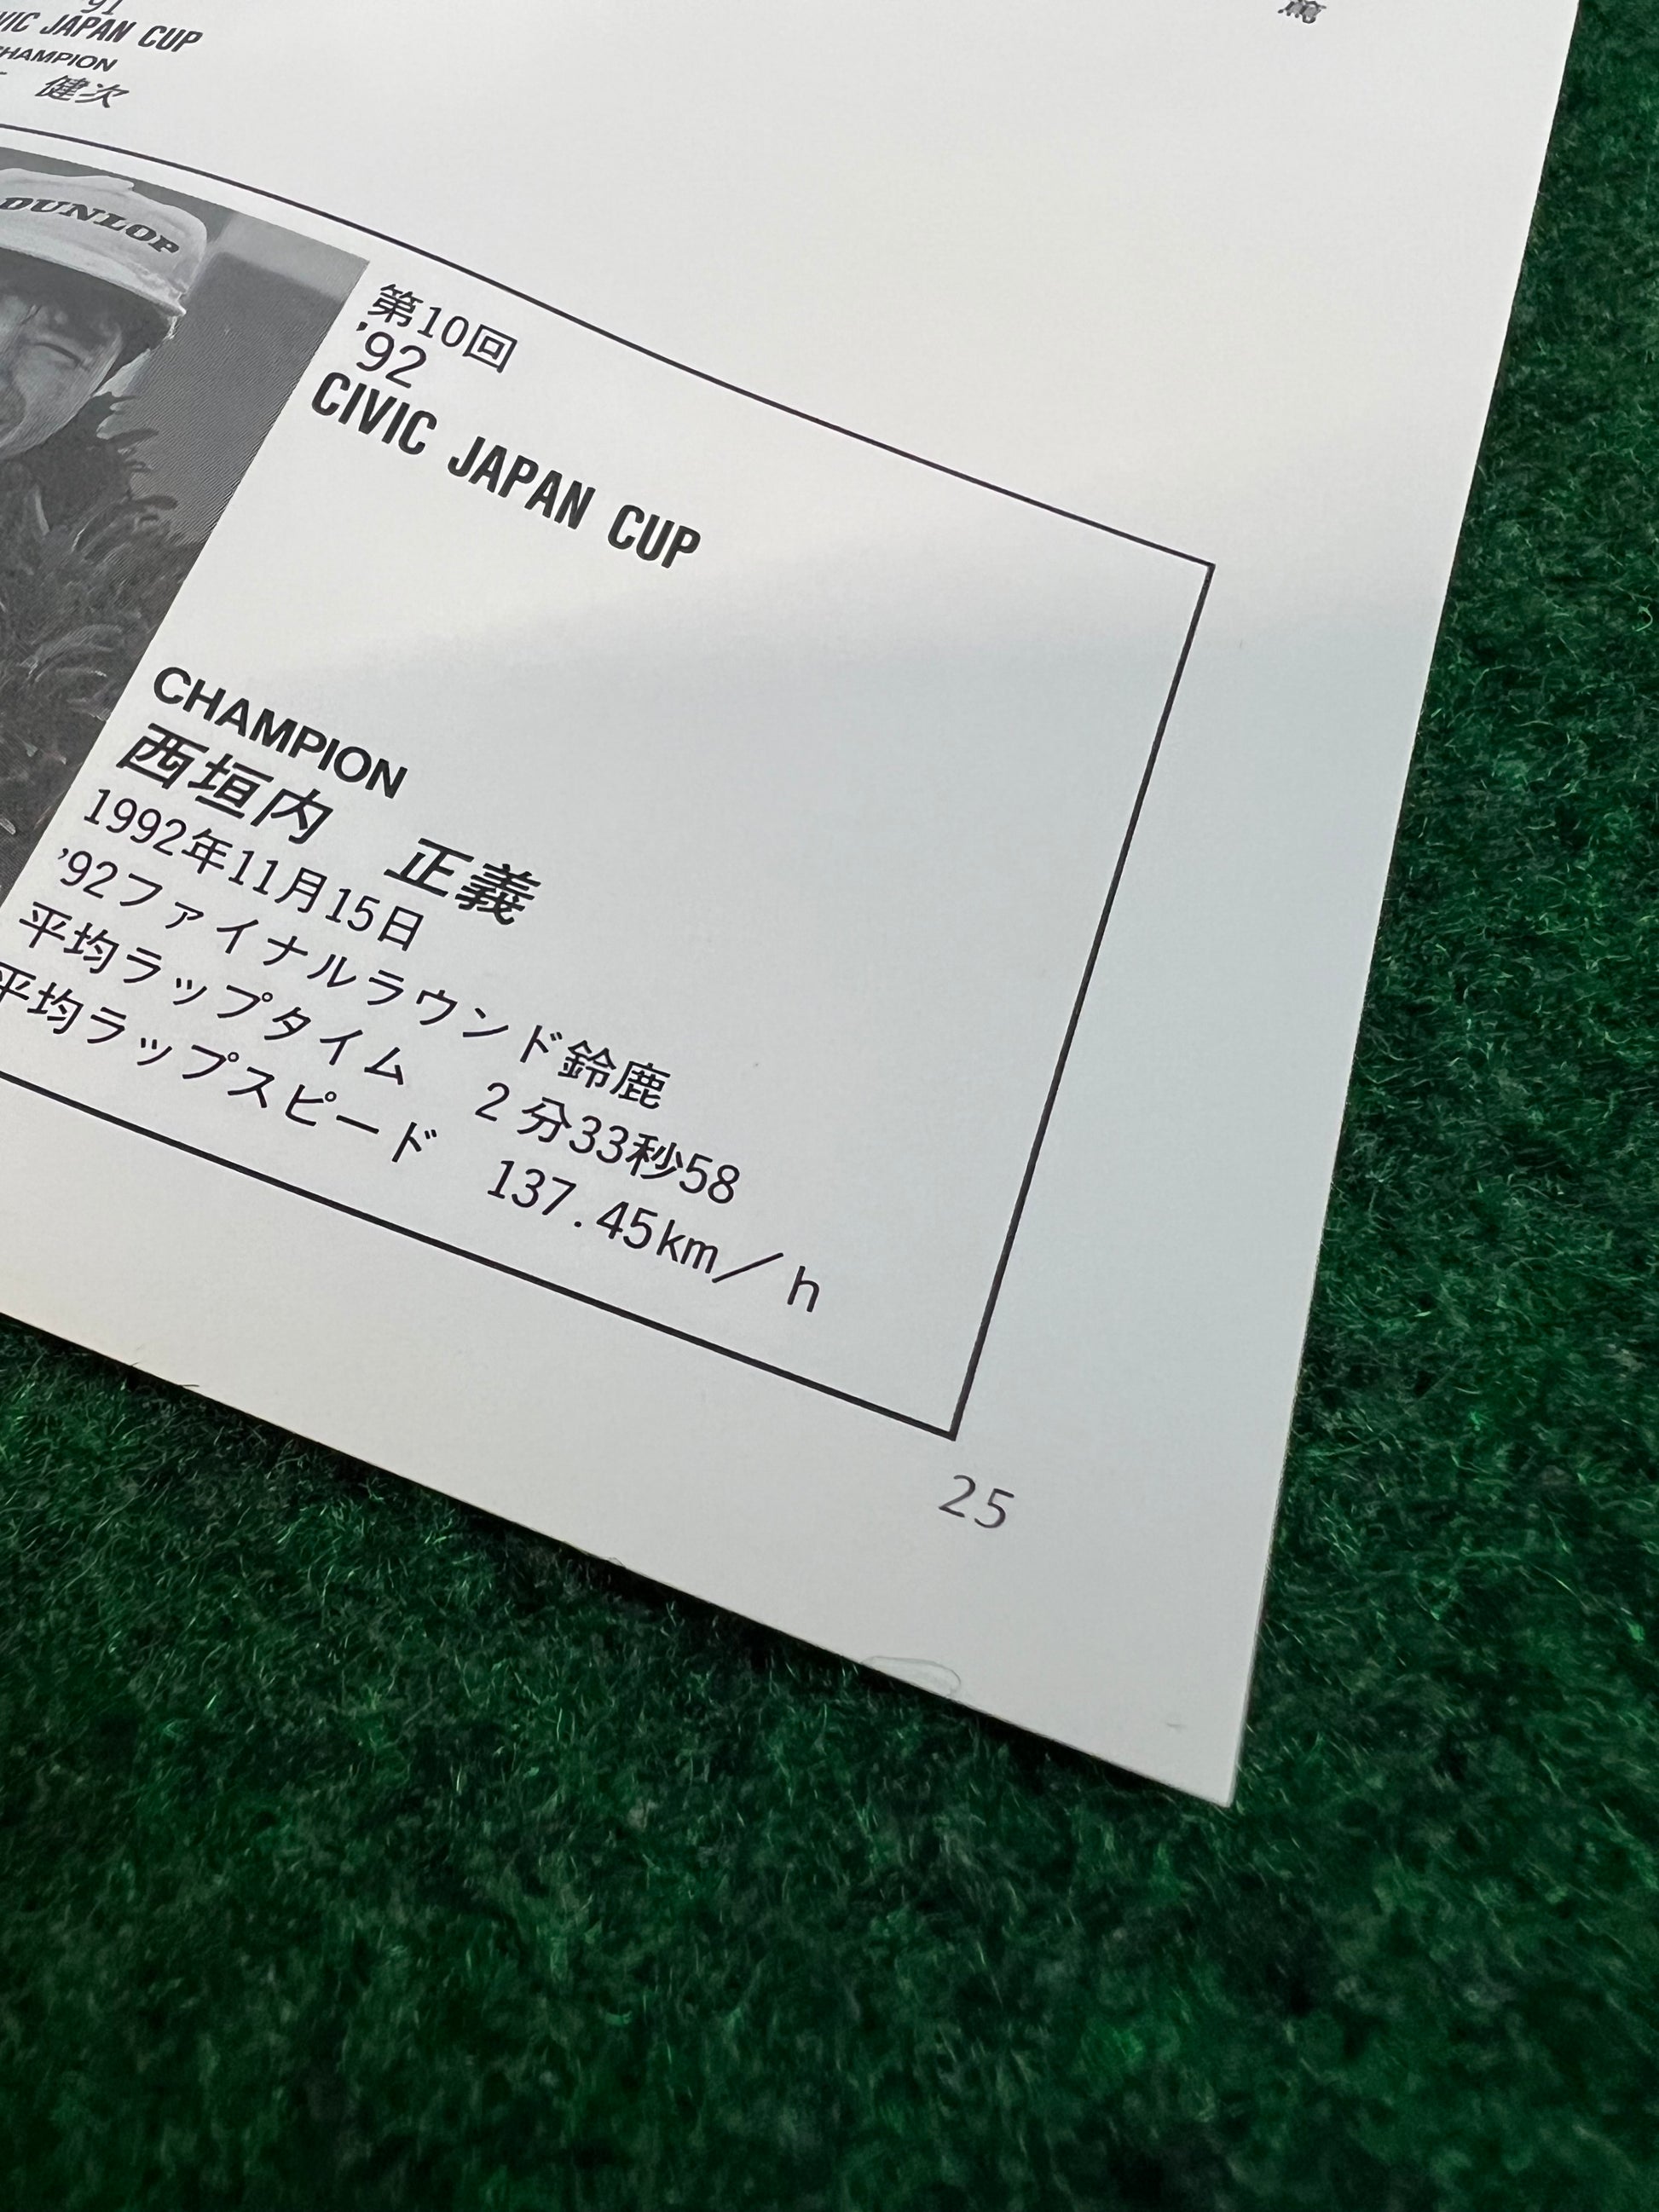 '91
CIVIC JAPAN CUP
CHAMPION
健次
DUNLOP
第10回
'92
CIVIC JAPAN CUP
CHAMPION
西垣内 正義
1992年11月15日
'92ファイナルラウンド鈴鹿
平均ラップタイム 2分33秒58
平均ラップスピード 137.45km/h
25